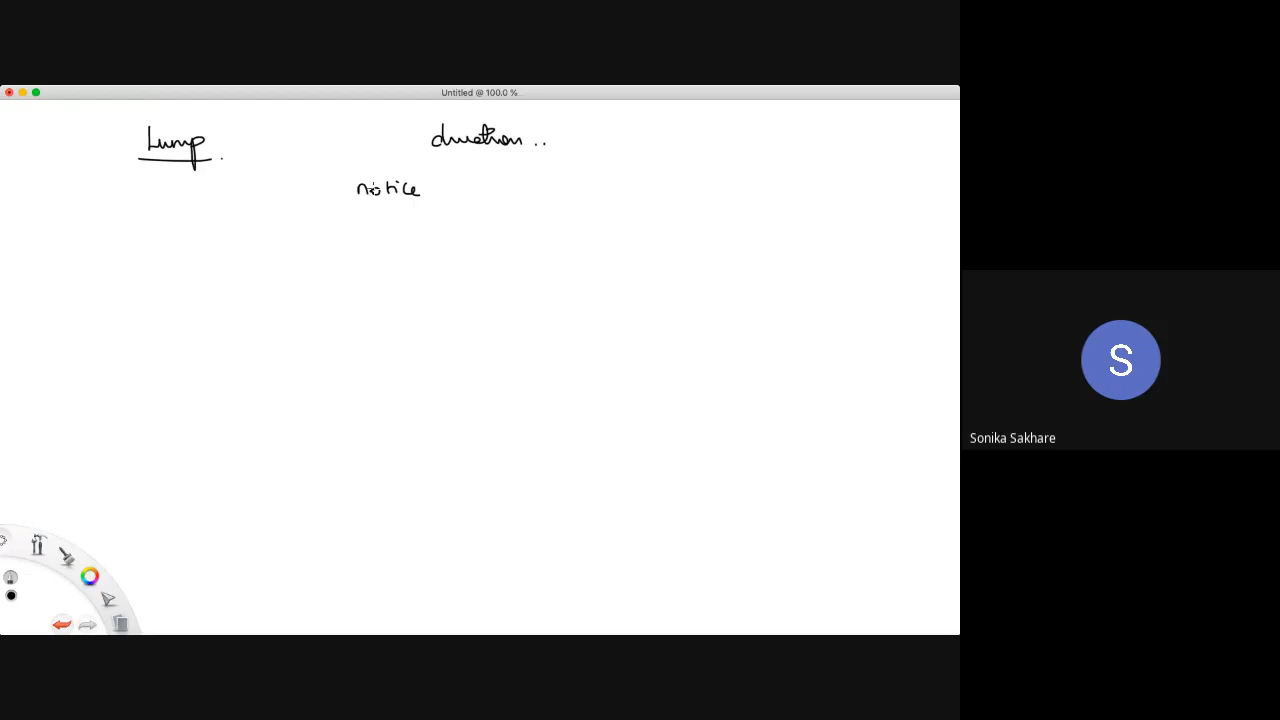 Untitled @ 100.0 %
Lump
duration ..
notice
S
Sonika Sakhare